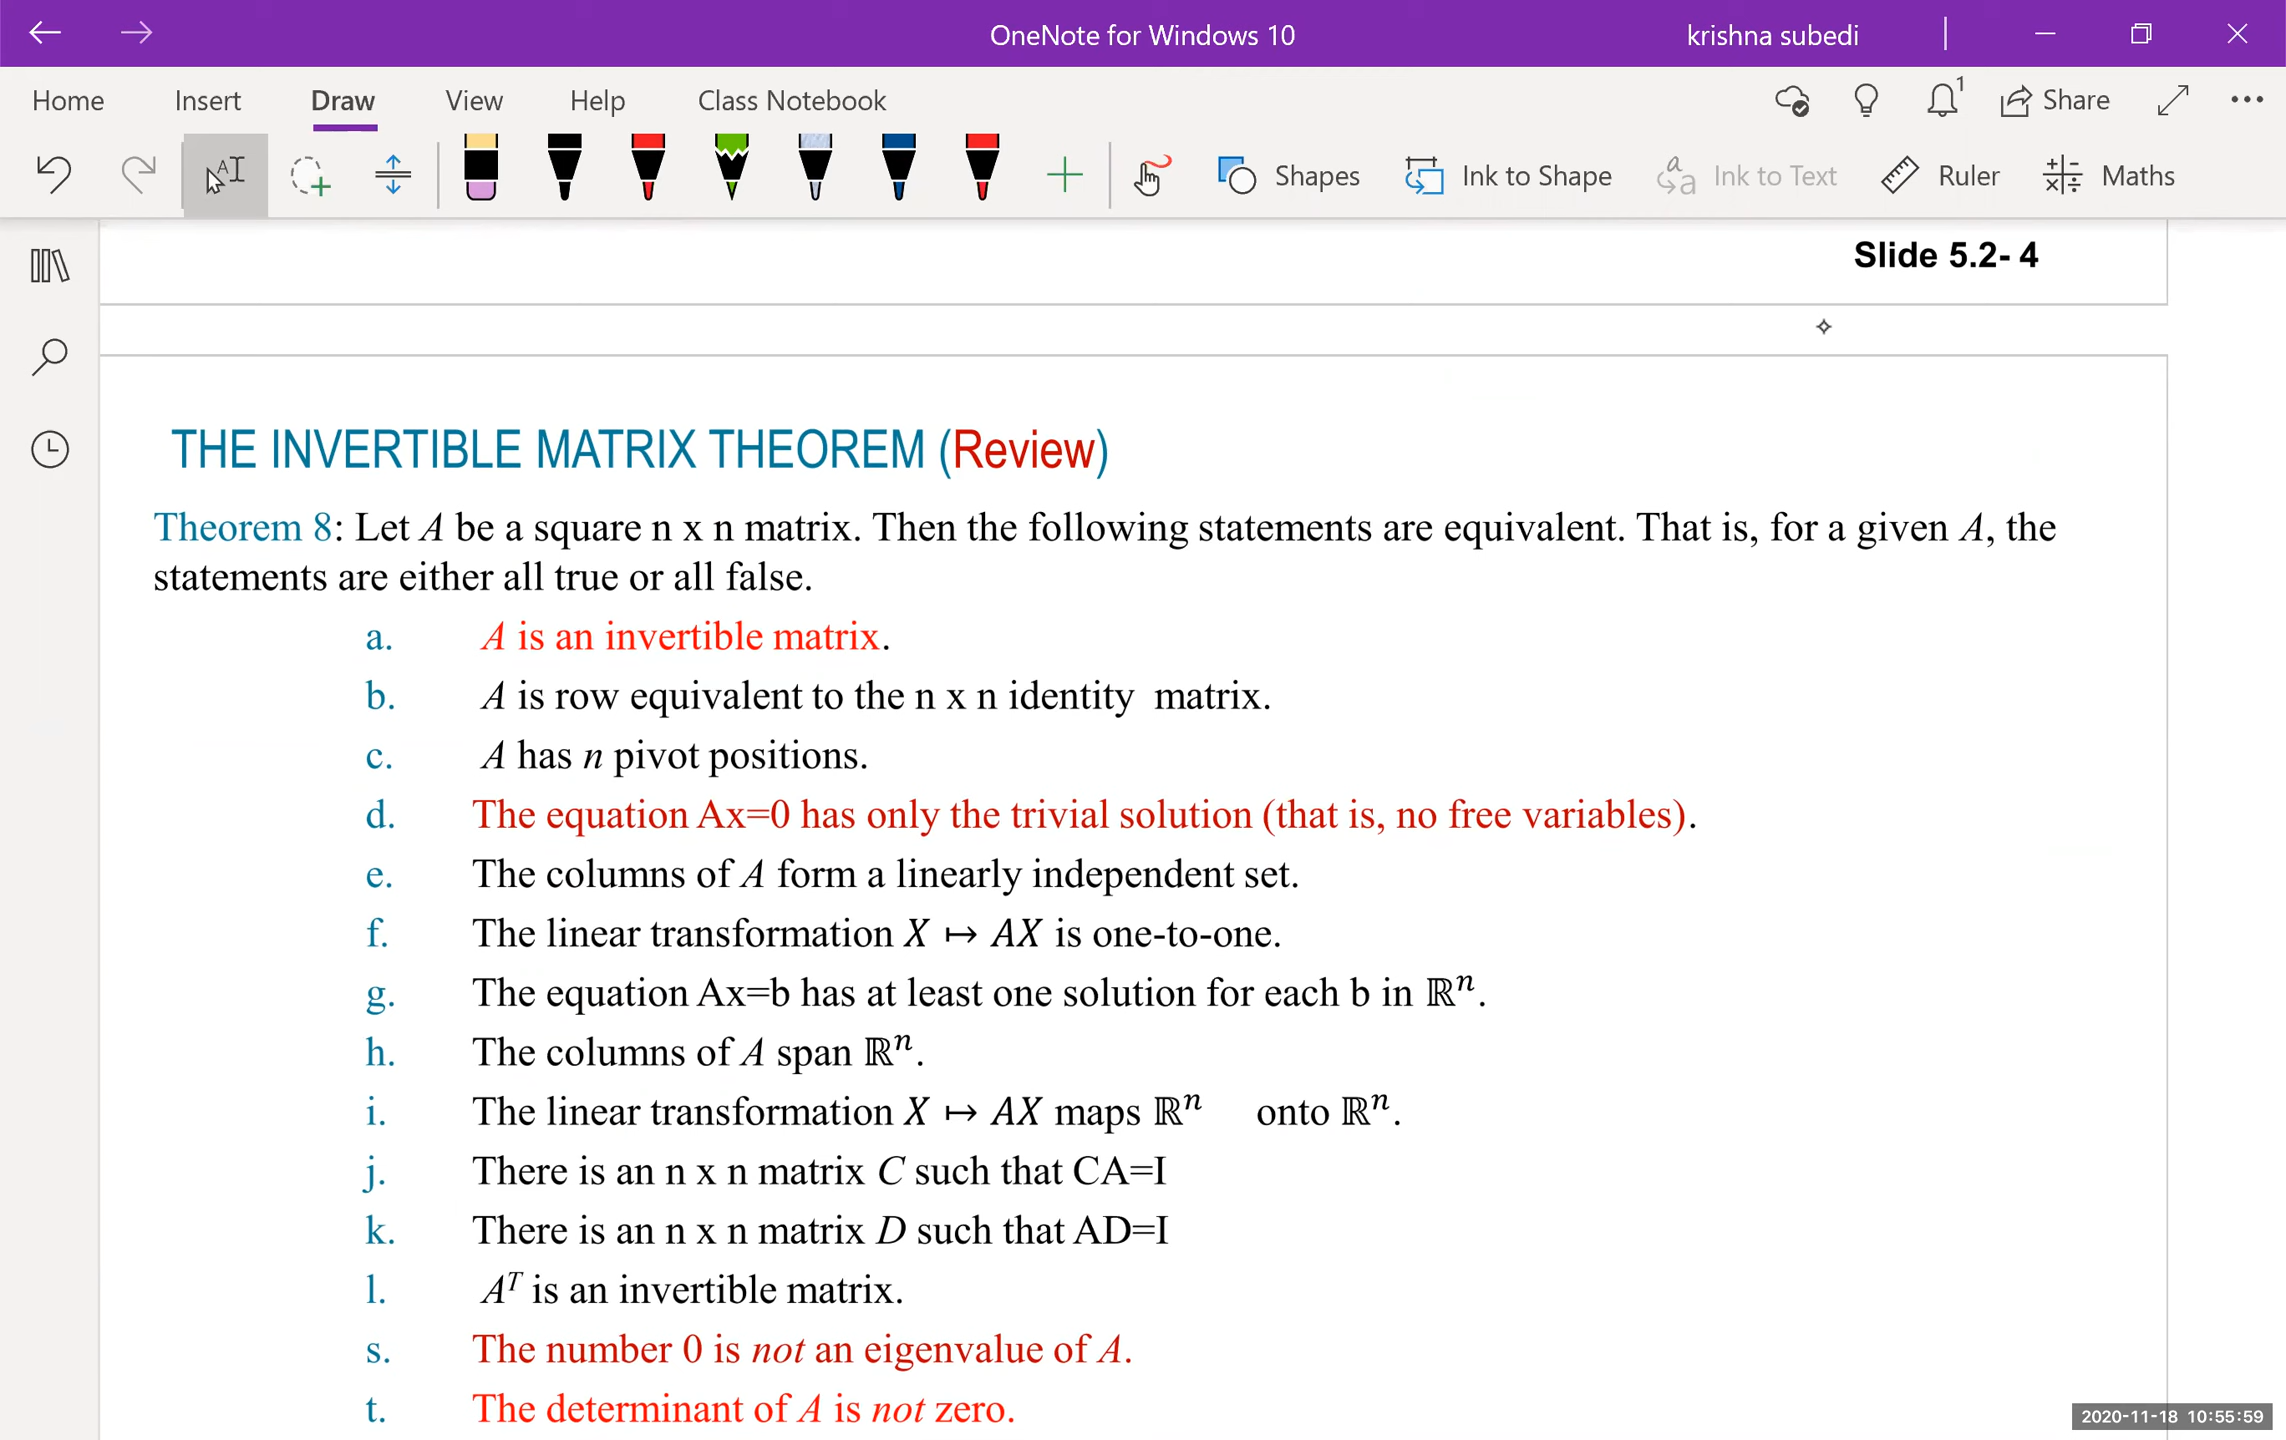 OneNote for Windows 10
krishna subedi
Home Insert Draw View Help Class Notebook
1
Share
Shapes Ink to Shape Ink to Text Ruler Maths
Slide 5.2- 4
THE INVERTIBLE MATRIX THEOREM (Review)
Theorem 8: Let A be a square n x n matrix. Then the following statements are equivalent. That is, for a given A, the
statements are either all true or all false.
a. A is an invertible matrix.
b. A is row equivalent to the n x n identity matrix.
c. A has n pivot positions.
d. The equation Ax=0 has only the trivial solution (that is, no free variables).
e. The columns of A form a linearly independent set.
f. The linear transformation X ↦ AX is one-to-one.
g. The equation Ax=b has at least one solution for each b in ℝⁿ.
h. The columns of A span ℝⁿ.
i. The linear transformation X ↦ AX maps ℝⁿ onto ℝⁿ.
j. There is an n x n matrix C such that CA=I
k. There is an n x n matrix D such that AD=I
l. Aᵀ is an invertible matrix.
s. The number 0 is not an eigenvalue of A.
t. The determinant of A is not zero.
2020-11-18 10:55:59